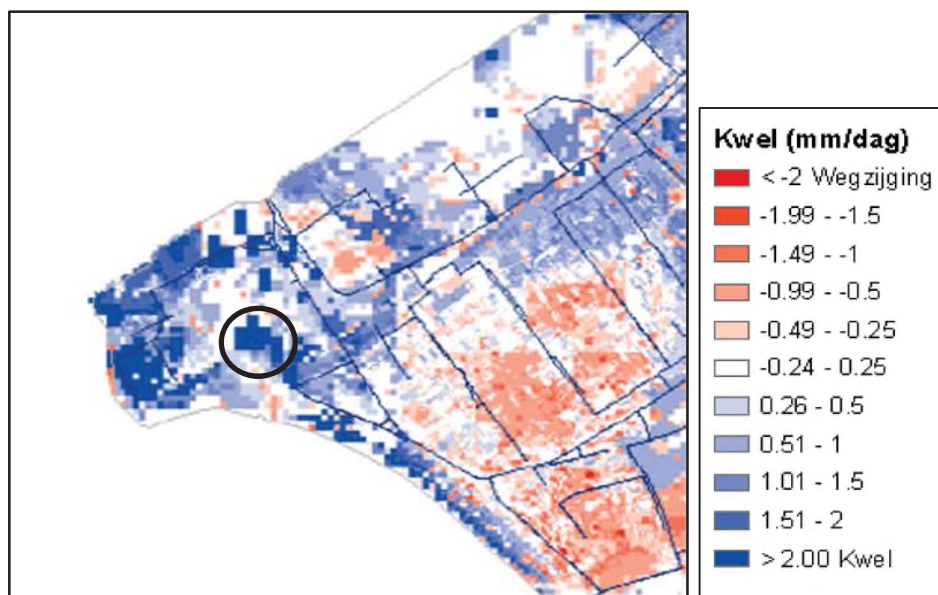 Kwel (mm/dag)
< -2 Wegzijging
-1.99 - -1.5
-1.49 - -1
-0.99 - -0.5
-0.49 - -0.25
-0.24 - 0.25
0.26 - 0.5
0.51 - 1
1.01 - 1.5
1.51 - 2
> 2.00 Kwel